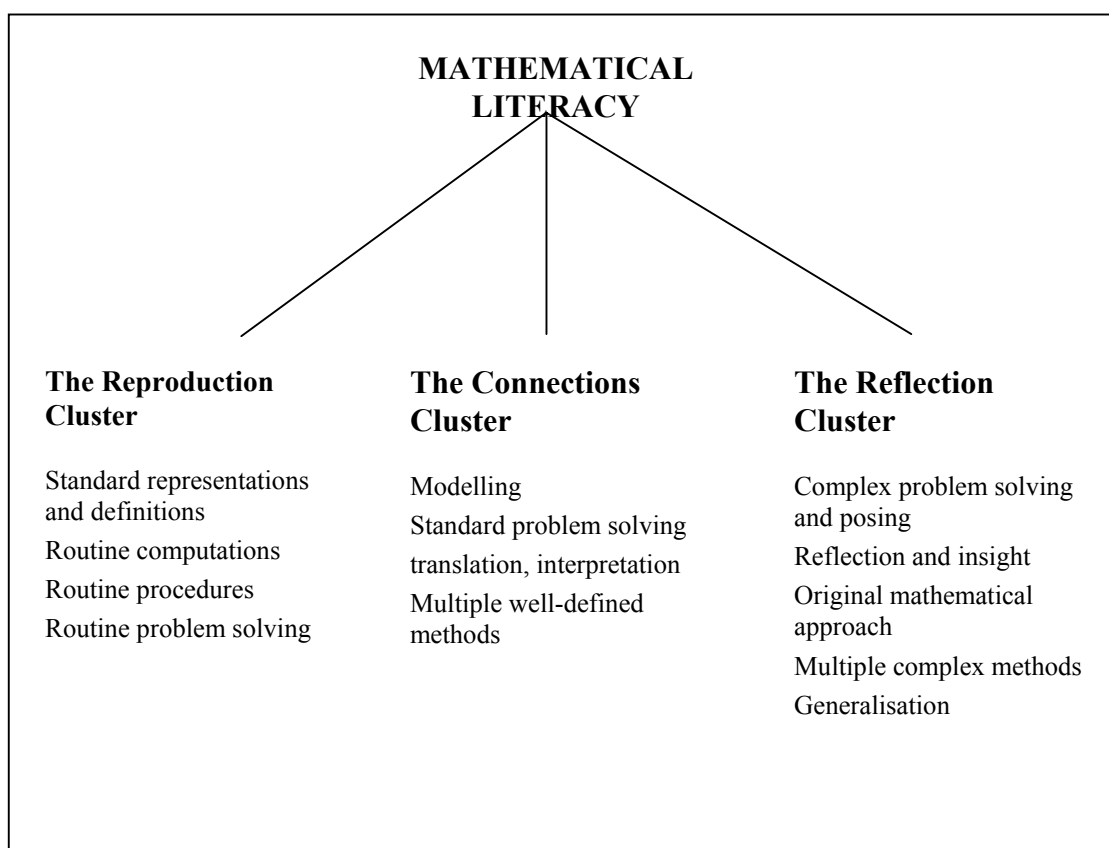 MATHEMATICAL
LITERACY
The Reproduction
Cluster
Standard representations
and definitions
Routine computations
Routine procedures
Routine problem solving
The Connections
Cluster
Modelling
Standard problem solving
translation, interpretation
Multiple well-defined
methods
The Reflection
Cluster
Complex problem solving
and posing
Reflection and insight
Original mathematical
approach
Multiple complex methods
Generalisation